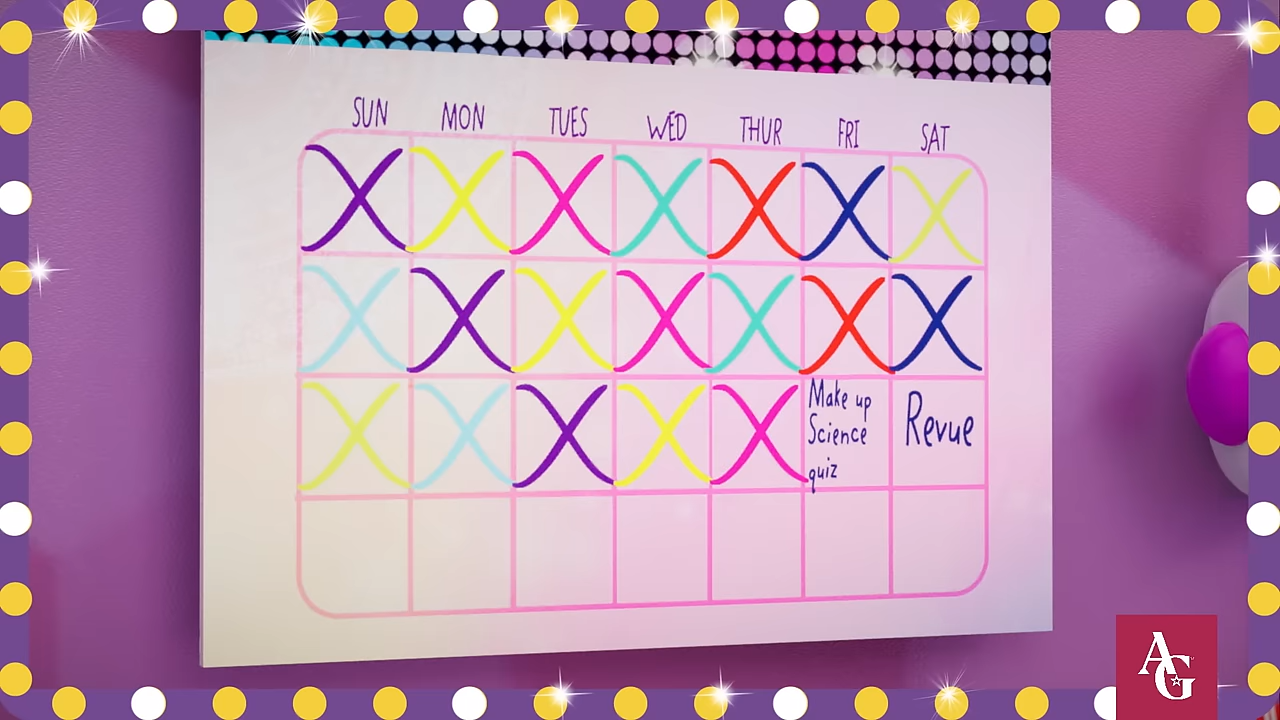 SUN MON TUES WED THUR FRI SAT
Make up
Science
quiz
Revue
AG